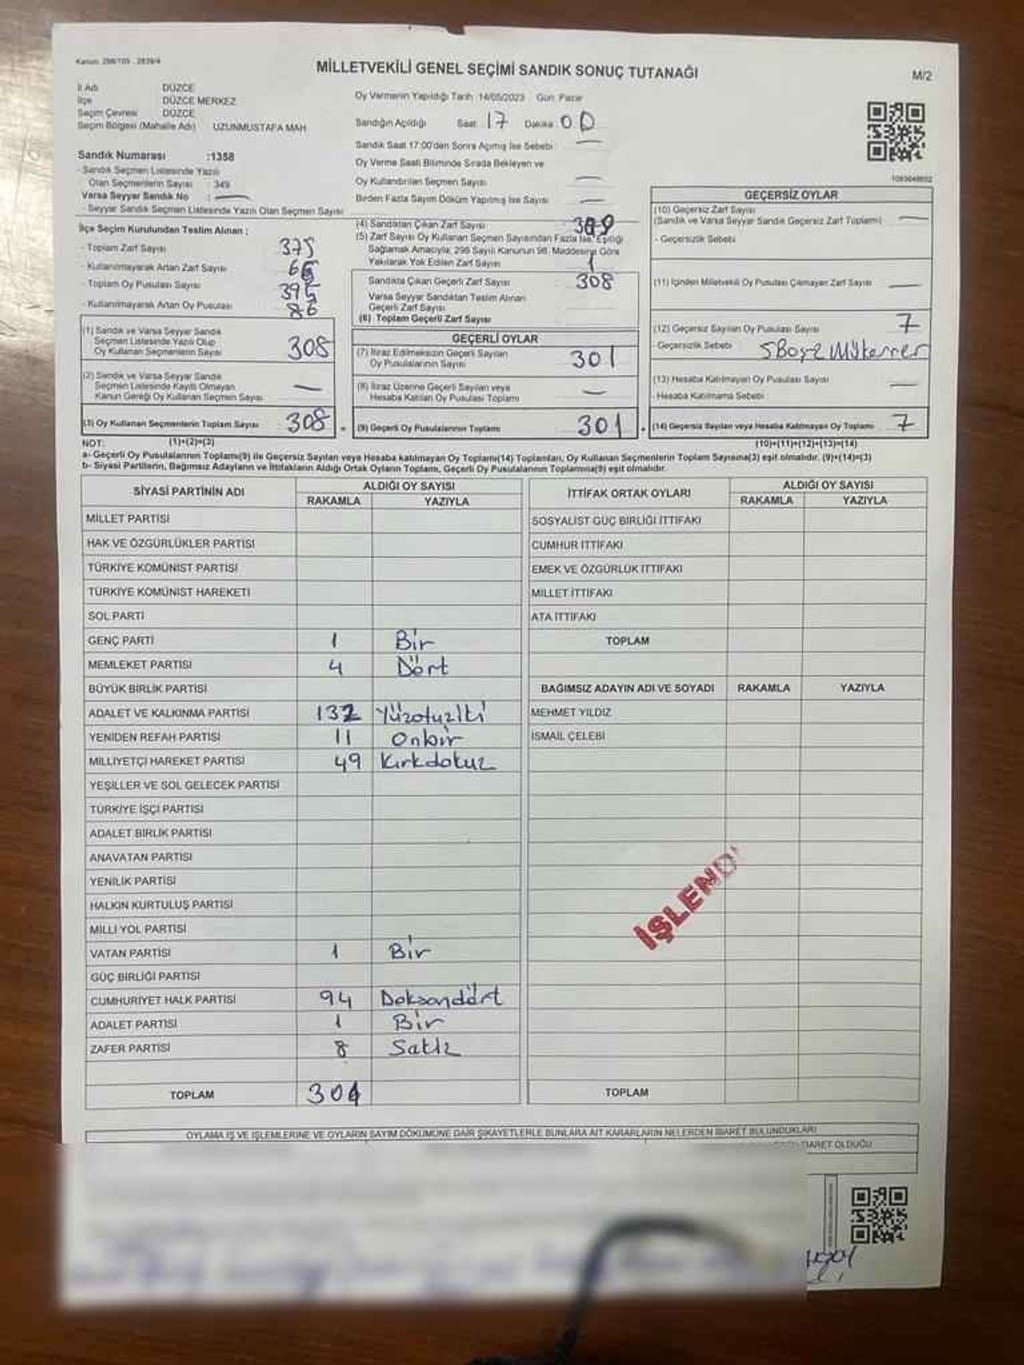 Kanun: 298/105 - 2839/4
MİLLETVEKİLİ GENEL SEÇİMİ SANDIK SONUÇ TUTANAĞI
M/2
İl Adı DÜZCE
İlçe DÜZCE MERKEZ
Seçim Çevresi DÜZCE
Seçim Bölgesi (Mahalle Adı) UZUNMUSTAFA MAH
Sandık Numarası :1358
- Sandık Seçmen Listesinde Yazılı
Olan Seçmenlerin Sayısı : 349
Varsa Seyyar Sandık No : —
- Seyyar Sandık Seçmen Listesinde Yazılı Olan Seçmen Sayısı
Oy Vermenin Yapıldığı Tarih 14/05/2023 Gün: Pazar
Sandığın Açıldığı Saat: 17 Dakika: 00
Sandık Saat 17:00'den Sonra Açılmış İse Sebebi —
Oy Verme Saati Bitiminde Sırada Bekleyen ve
Oy Kullandırılan Seçmen Sayısı —
Birden Fazla Sayım Döküm Yapılmış İse Sayısı —
İlçe Seçim Kurulundan Teslim Alınan ;
- Toplam Zarf Sayısı 375
- Kullanılmayarak Artan Zarf Sayısı
- Toplam Oy Pusulası Sayısı 395
- Kullanılmayarak Artan Oy Pusulası 86
(1) Sandık ve Varsa Seyyar Sandık
Seçmen Listesinde Yazılı Olup
Oy Kullanan Seçmenlerin Sayısı 308
(2) Sandık ve Varsa Seyyar Sandık
Seçmen Listesinde Kayıtlı Olmayan
Kanun Gereği Oy Kullanan Seçmen Sayısı —
(3) Oy Kullanan Seçmenlerin Toplam Sayısı 308
(4) Sandıktan Çıkan Zarf Sayısı 309
(5) Zarf Sayısı Oy Kullanan Seçmen Sayısından Fazla İse, Eşitliği
Sağlamak Amacıyla, 298 Sayılı Kanunun 98. Maddesine Göre
Yakılarak Yok Edilen Zarf Sayısı 1
Sandıkta Çıkan Geçerli Zarf Sayısı 308
Varsa Seyyar Sandıktan Teslim Alınan
Geçerli Zarf Sayısı
(6) Toplam Geçerli Zarf Sayısı
GEÇERLİ OYLAR
(7) İtiraz Edilmeksizin Geçerli Sayılan
Oy Pusulalarının Sayısı 301
(8) İtiraz Üzerine Geçerli Sayılan veya
Hesaba Katılan Oy Pusulası Toplamı —
(9) Geçerli Oy Pusulalarının Toplamı 301
1093048602
GEÇERSİZ OYLAR
(10) Geçersiz Zarf Sayısı
(Sandık ve Varsa Seyyar Sandık Geçersiz Zarf Toplamı) —
- Geçersizlik Sebebi
(11) İçinden Milletvekili Oy Pusulası Çıkmayan Zarf Sayısı —
(12) Geçersiz Sayılan Oy Pusulası Sayısı 7
- Geçersizlik Sebebi
(13) Hesaba Katılmayan Oy Pusulası Sayısı —
- Hesaba Katılmama Sebebi
(14) Geçersiz Sayılan veya Hesaba Katılmayan Oy Toplamı 7
NOT: (1)+(2)=(3) (10)+(11)+(12)+(13)=(14)
a- Geçerli Oy Pusulalarının Toplamı(9) ile Geçersiz Sayılan veya Hesaba katılmayan Oy Toplamı(14) Toplamları, Oy Kullanan Seçmenlerin Toplam Sayısına(3) eşit olmalıdır. (9)+(14)=(3)
b- Siyasi Partilerin, Bağımsız Adayların ve İttifakların Aldığı Ortak Oyların Toplamı, Geçerli Oy Pusulalarının Toplamına(9) eşit olmalıdır.
SİYASİ PARTİNİN ADI ALDIĞI OY SAYISI
RAKAMLA YAZIYLA
MİLLET PARTİSİ
HAK VE ÖZGÜRLÜKLER PARTİSİ
TÜRKİYE KOMÜNİST PARTİSİ
TÜRKİYE KOMÜNİST HAREKETİ
SOL PARTİ
GENÇ PARTİ 1 Bir
MEMLEKET PARTİSİ 4 Dört
BÜYÜK BİRLİK PARTİSİ
ADALET VE KALKINMA PARTİSİ 132 Yüzotuziki
YENİDEN REFAH PARTİSİ 11 Onbir
MİLLİYETÇİ HAREKET PARTİSİ 49 Kırkdokuz
YEŞİLLER VE SOL GELECEK PARTİSİ
TÜRKİYE İŞÇİ PARTİSİ
ADALET BİRLİK PARTİSİ
ANAVATAN PARTİSİ
YENİLİK PARTİSİ
HALKIN KURTULUŞ PARTİSİ
MİLLİ YOL PARTİSİ
VATAN PARTİSİ 1 Bir
GÜÇ BİRLİĞİ PARTİSİ
CUMHURİYET HALK PARTİSİ 94 Doksandört
ADALET PARTİSİ 1 Bir
ZAFER PARTİSİ 8 Sekiz
TOPLAM 301
İTTİFAK ORTAK OYLARI ALDIĞI OY SAYISI
RAKAMLA YAZIYLA
SOSYALİST GÜÇ BİRLİĞİ İTTİFAKI
CUMHUR İTTİFAKI
EMEK VE ÖZGÜRLÜK İTTİFAKI
MİLLET İTTİFAKI
ATA İTTİFAKI
TOPLAM
BAĞIMSIZ ADAYIN ADI VE SOYADI RAKAMLA YAZIYLA
MEHMET YILDIZ
İSMAİL ÇELEBİ
İŞLENDİ
TOPLAM
OYLAMA İŞ VE İŞLEMLERİNE VE OYLARIN SAYIM DÖKÜMÜNE DAİR ŞİKAYETLERLE BUNLARA AİT KARARLARIN NELERDEN İBARET BULUNDUKLARI
İBARET OLDUĞU